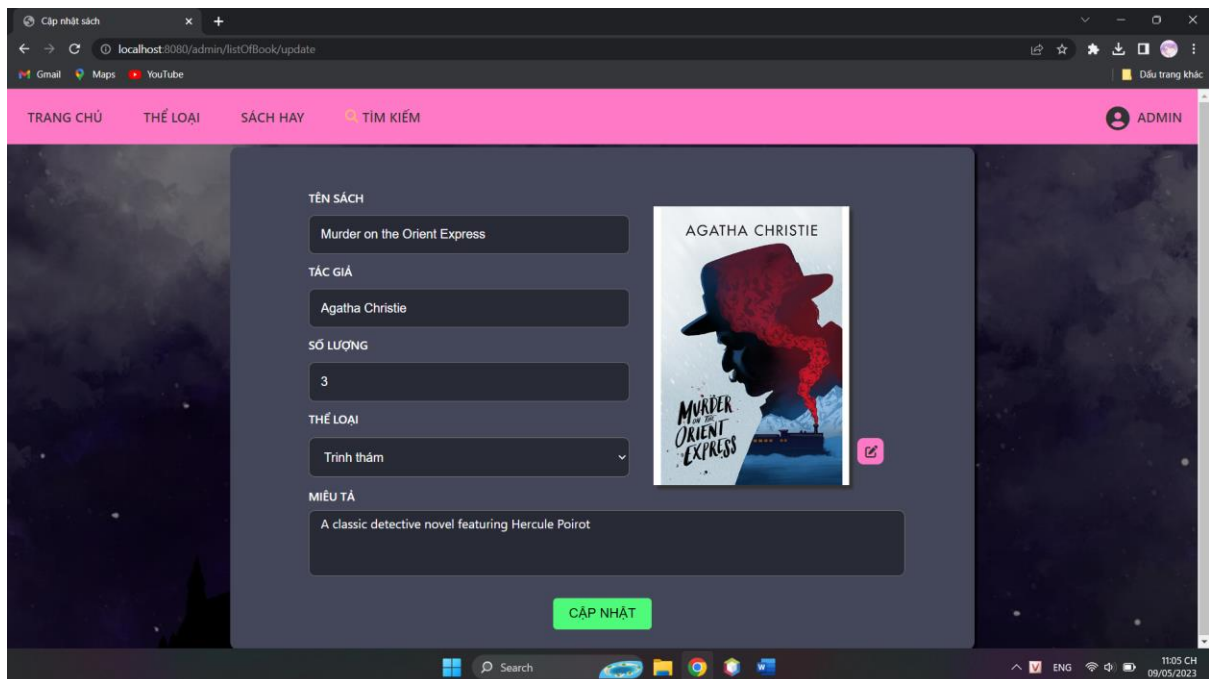 Cập nhật sách
localhost:8080/admin/listOfBook/update
Gmail Maps YouTube Dấu trang khác
TRANG CHỦ THỂ LOẠI SÁCH HAY TÌM KIẾM ADMIN
TÊN SÁCH
Murder on the Orient Express
TÁC GIẢ
Agatha Christie
SỐ LƯỢNG
3
THỂ LOẠI
Trinh thám
MIÊU TẢ
A classic detective novel featuring Hercule Poirot
AGATHA CHRISTIE
MURDER
ON THE
ORIENT
EXPRESS
CẬP NHẬT
Search
V ENG 11:05 CH
09/05/2023